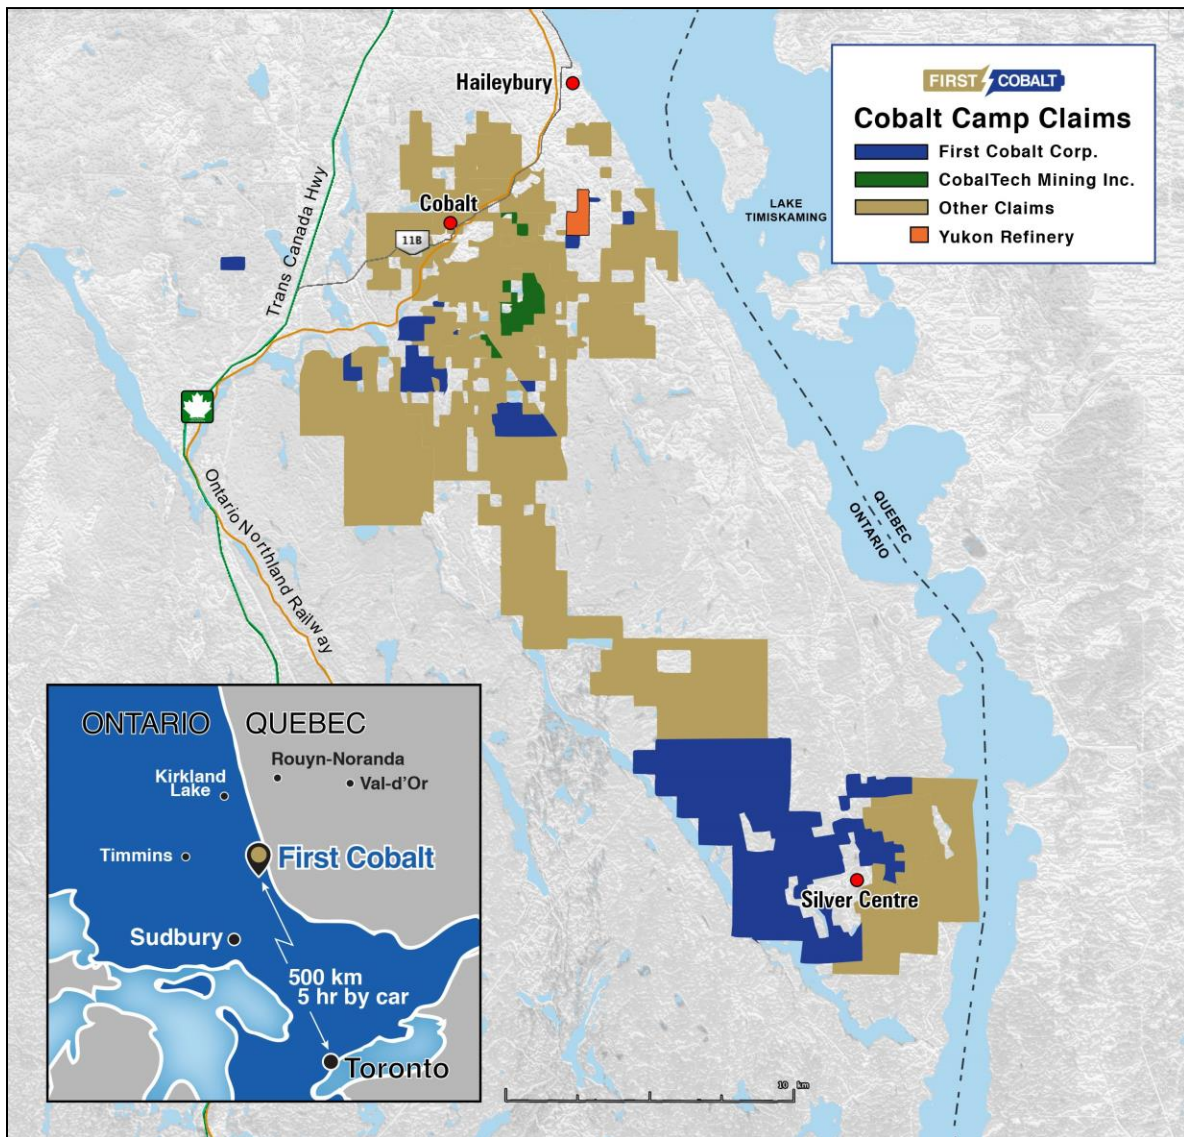 Haileybury
FIRST COBALT
Cobalt Camp Claims
First Cobalt Corp.
CobalTech Mining Inc.
Other Claims
Yukon Refinery
LAKE
TIMISKAMING
Cobalt
11B
Trans Canada Hwy
Ontario Northland Railway
QUEBEC
ONTARIO
ONTARIO
QUEBEC
Rouyn-Noranda
Kirkland
Lake
Val-d'Or
Timmins
First Cobalt
Sudbury
500 km
5 hr by car
Toronto
Silver Centre
10 km